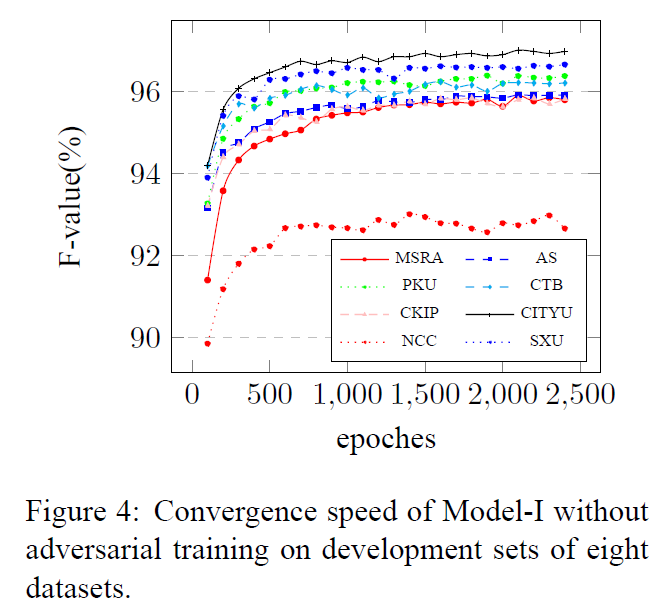 F-value(%)
96
94
92
90
MSRA AS
PKU CTB
CKIP CITYU
NCC SXU
0 500 1,000 1,500 2,000 2,500
epoches
Figure 4: Convergence speed of Model-I without
adversarial training on development sets of eight
datasets.